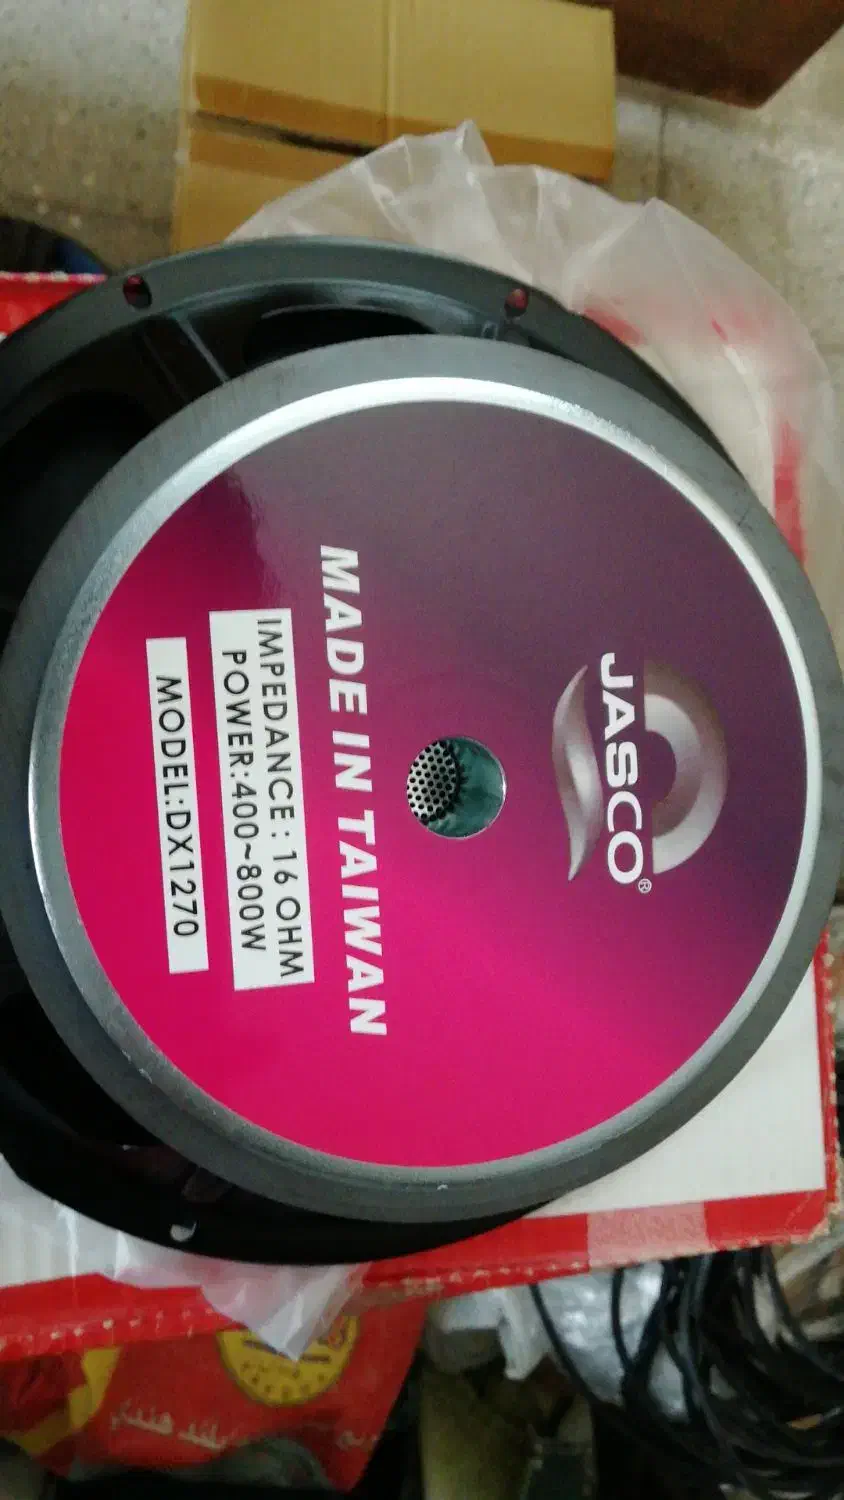 JASCO®
MADE IN TAIWAN
IMPEDANCE: 16 OHM
POWER:400~800W
MODEL:DX1270